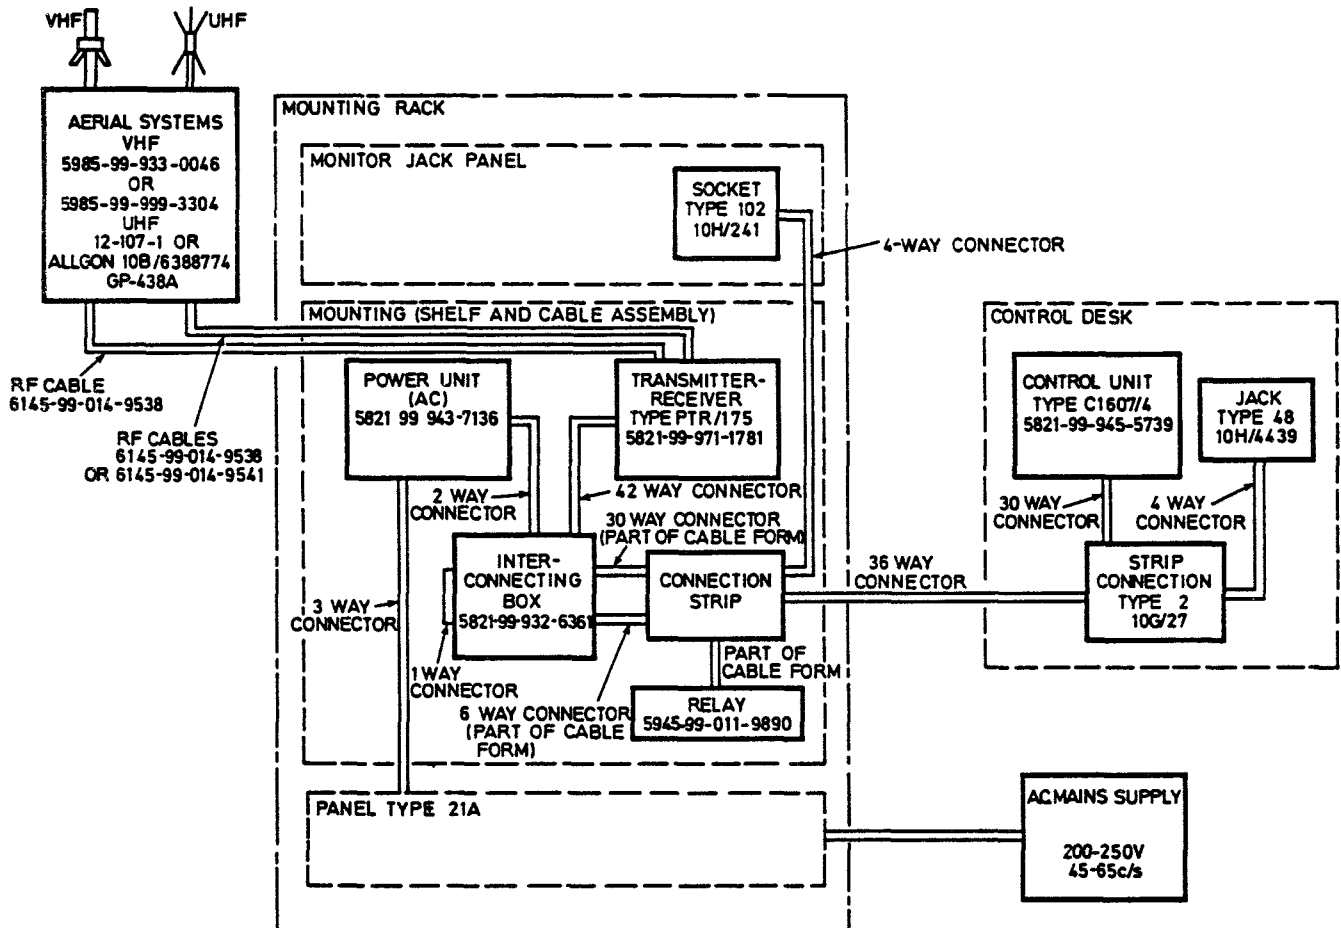 VHF
UHF
AERIAL SYSTEMS
VHF
5985-99-933-0046
OR
5985-99-999-3304
UHF
12-107-1 OR
ALLGON 10B/6388774
GP-438A
MOUNTING RACK
MONITOR JACK PANEL
SOCKET
TYPE 102
10H/241
4-WAY CONNECTOR
MOUNTING (SHELF AND CABLE ASSEMBLY)
RF CABLE
6145-99-014-9538
RF CABLES
6145-99-014-9538
OR 6145-99-014-9541
POWER UNIT
(AC)
5821 99 943-7136
TRANSMITTER-
RECEIVER
TYPE PTR/175
5821-99-971-1781
2 WAY
CONNECTOR
42 WAY CONNECTOR
30 WAY CONNECTOR
(PART OF CABLE FORM)
INTER-
CONNECTING
BOX
5821-99-932-6361
CONNECTION
STRIP
3 WAY
CONNECTOR
1 WAY
CONNECTOR
6 WAY CONNECTOR
(PART OF CABLE
FORM)
PART OF
CABLE FORM
RELAY
5945-99-011-9890
36 WAY
CONNECTOR
CONTROL DESK
CONTROL UNIT
TYPE C1607/4
5821-99-945-5739
JACK
TYPE 48
10H/4439
30 WAY
CONNECTOR
4 WAY
CONNECTOR
STRIP
CONNECTION
TYPE 2
10G/27
PANEL TYPE 21A
AC MAINS SUPPLY
200-250V
45-65c/s